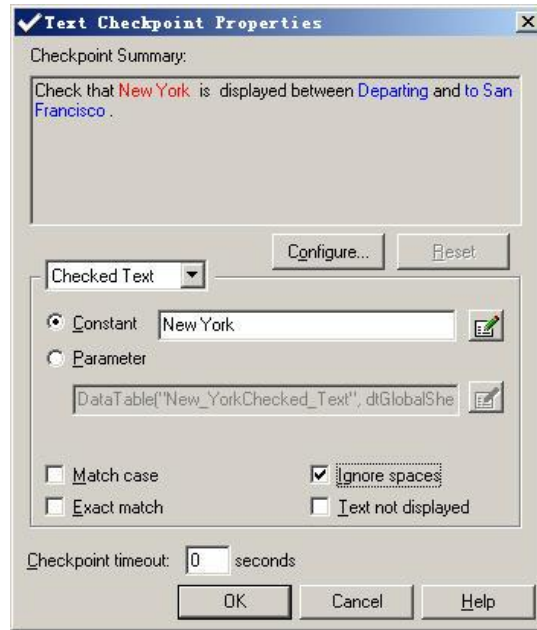 Text Checkpoint Properties
Checkpoint Summary:
Check that New York is displayed between Departing and to San
Francisco .
Configure... Reset
Checked Text
Constant New York
Parameter
DataTable("New_YorkChecked_Text", dtGlobalShe
Match case Ignore spaces
Exact match Text not displayed
Checkpoint timeout: 0 seconds
OK Cancel Help